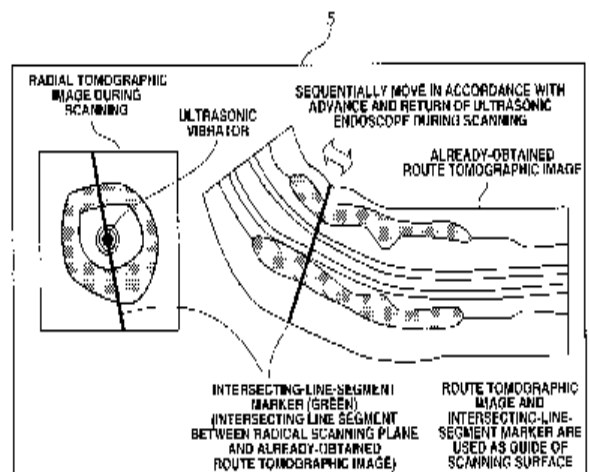 5
RADIAL TOMOGRAPHIC
IMAGE DURING
SCANNING
ULTRASONIC
VIBRATOR
SEQUENTIALLY MOVE IN ACCORDANCE WITH
ADVANCE AND RETURN OF ULTRASONIC
ENDOSCOPE DURING SCANNING
ALREADY-OBTAINED
ROUTE TOMOGRAPHIC IMAGE
INTERSECTING-LINE-SEGMENT
MARKER (GREEN)
(INTERSECTING LINE SEGMENT
BETWEEN RADICAL SCANNING PLANE
AND ALREADY-OBTAINED
ROUTE TOMOGRAPHIC IMAGE)
ROUTE TOMOGRAPHIC
IMAGE AND
INTERSECTING-LINE-
SEGMENT MARKER ARE
USED AS GUIDE OF
SCANNING SURFACE